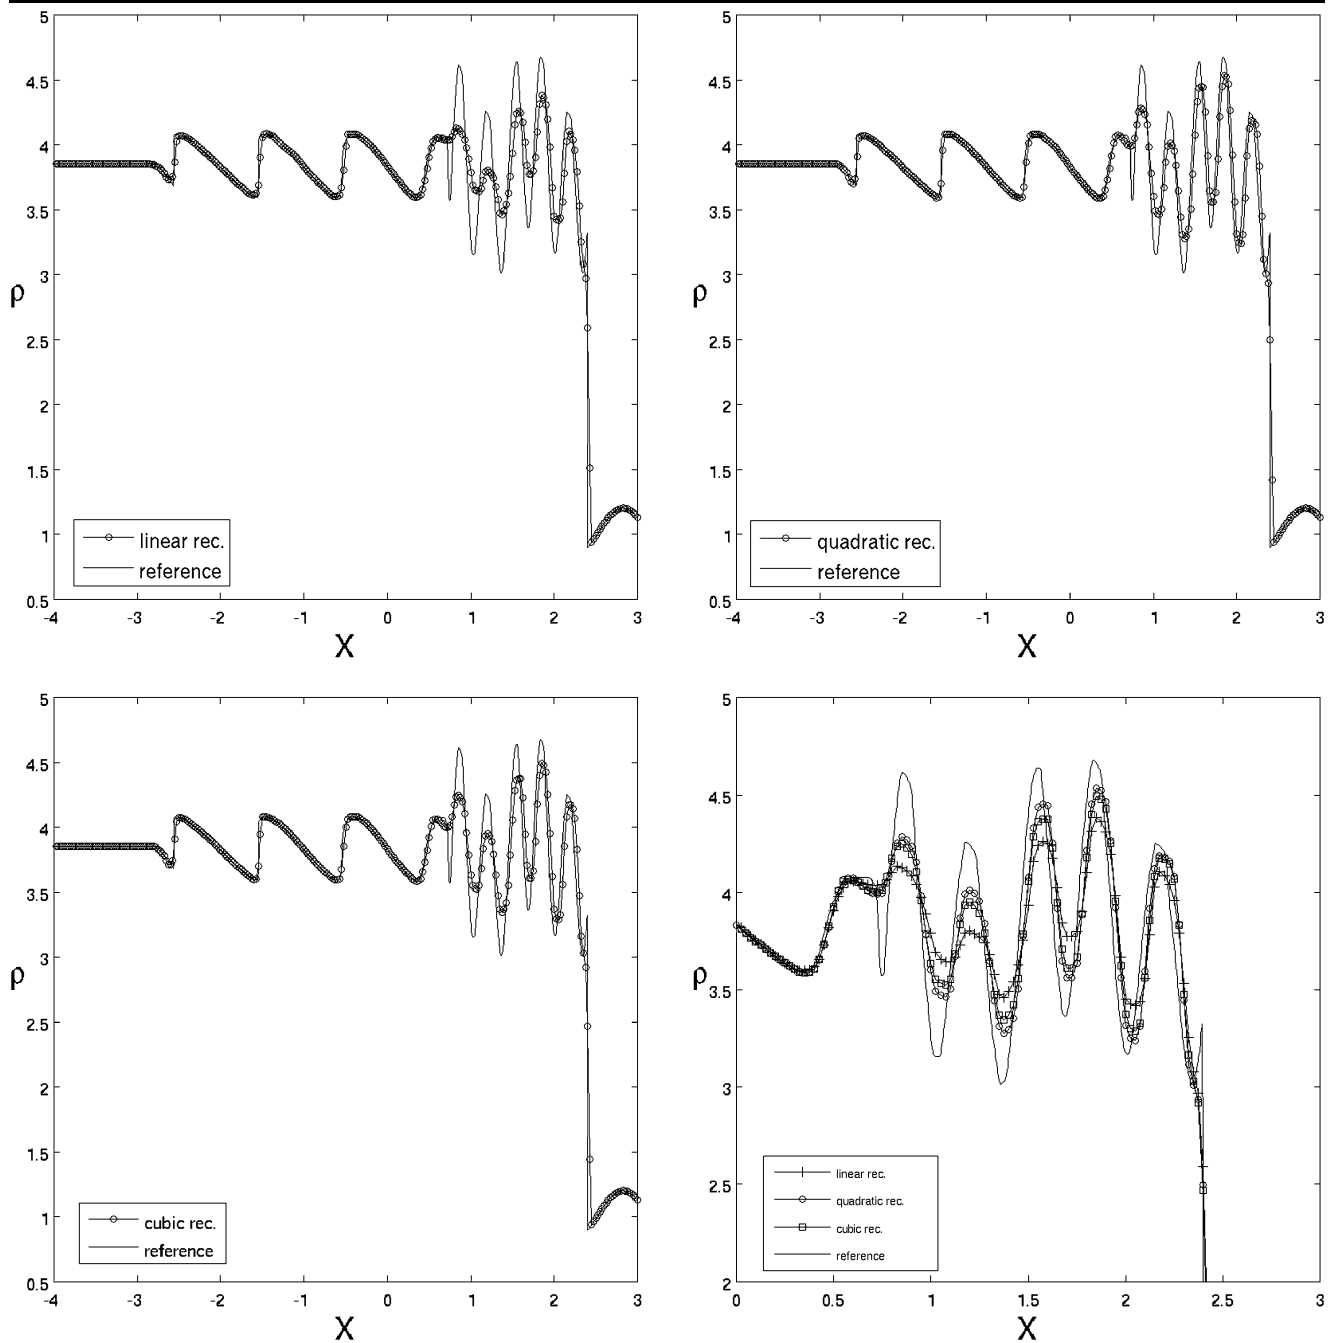 5
4.5
4
3.5
3
ρ
2.5
2
1.5
1
0.5
linear rec.
reference
-4 -3 -2 -1 0 1 2 3
X
5
4.5
4
3.5
3
ρ
2.5
2
1.5
1
0.5
quadratic rec.
reference
-4 -3 -2 -1 0 1 2 3
X
5
4.5
4
3.5
3
ρ
2.5
2
1.5
1
0.5
cubic rec.
reference
-4 -3 -2 -1 0 1 2 3
X
5
4.5
4
3.5
ρ
3
2.5
2
linear rec.
quadratic rec.
cubic rec.
reference
0 0.5 1 1.5 2 2.5 3
X